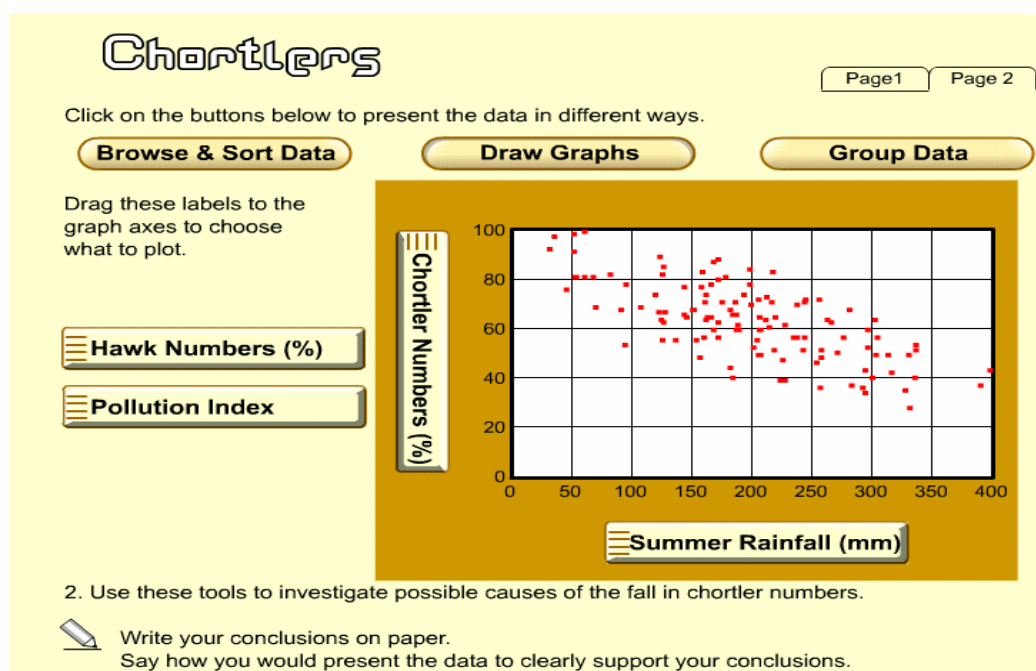 Chortlers
Page1 Page 2
Click on the buttons below to present the data in different ways.
Browse & Sort Data Draw Graphs Group Data
Drag these labels to the
graph axes to choose
what to plot.
Hawk Numbers (%)
Pollution Index
Chortler Numbers (%)
100
80
60
40
20
0
0 50 100 150 200 250 300 350 400
Summer Rainfall (mm)
2. Use these tools to investigate possible causes of the fall in chortler numbers.
Write your conclusions on paper.
Say how you would present the data to clearly support your conclusions.